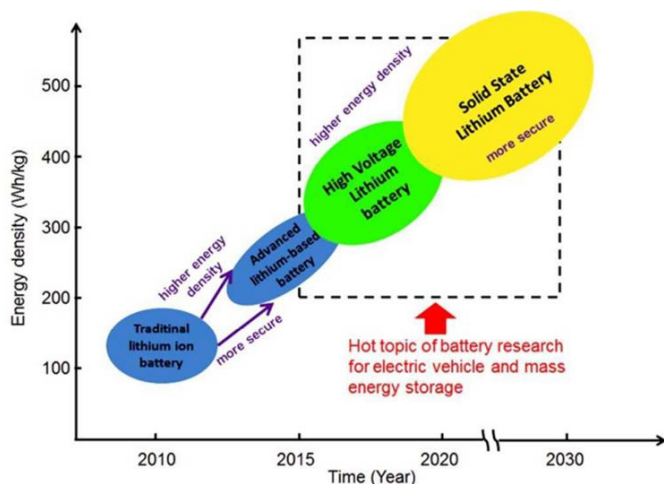 Energy density (Wh/kg)
500
400
300
200
100
higher energy density
Solid State
Lithium Battery
more secure
High Voltage
Lithium
battery
higher energy
density
Advanced
lithium-based
battery
more secure
Traditinal
lithium ion
battery
Hot topic of battery research
for electric vehicle and mass
energy storage
2010
2015
2020
2030
Time (Year)